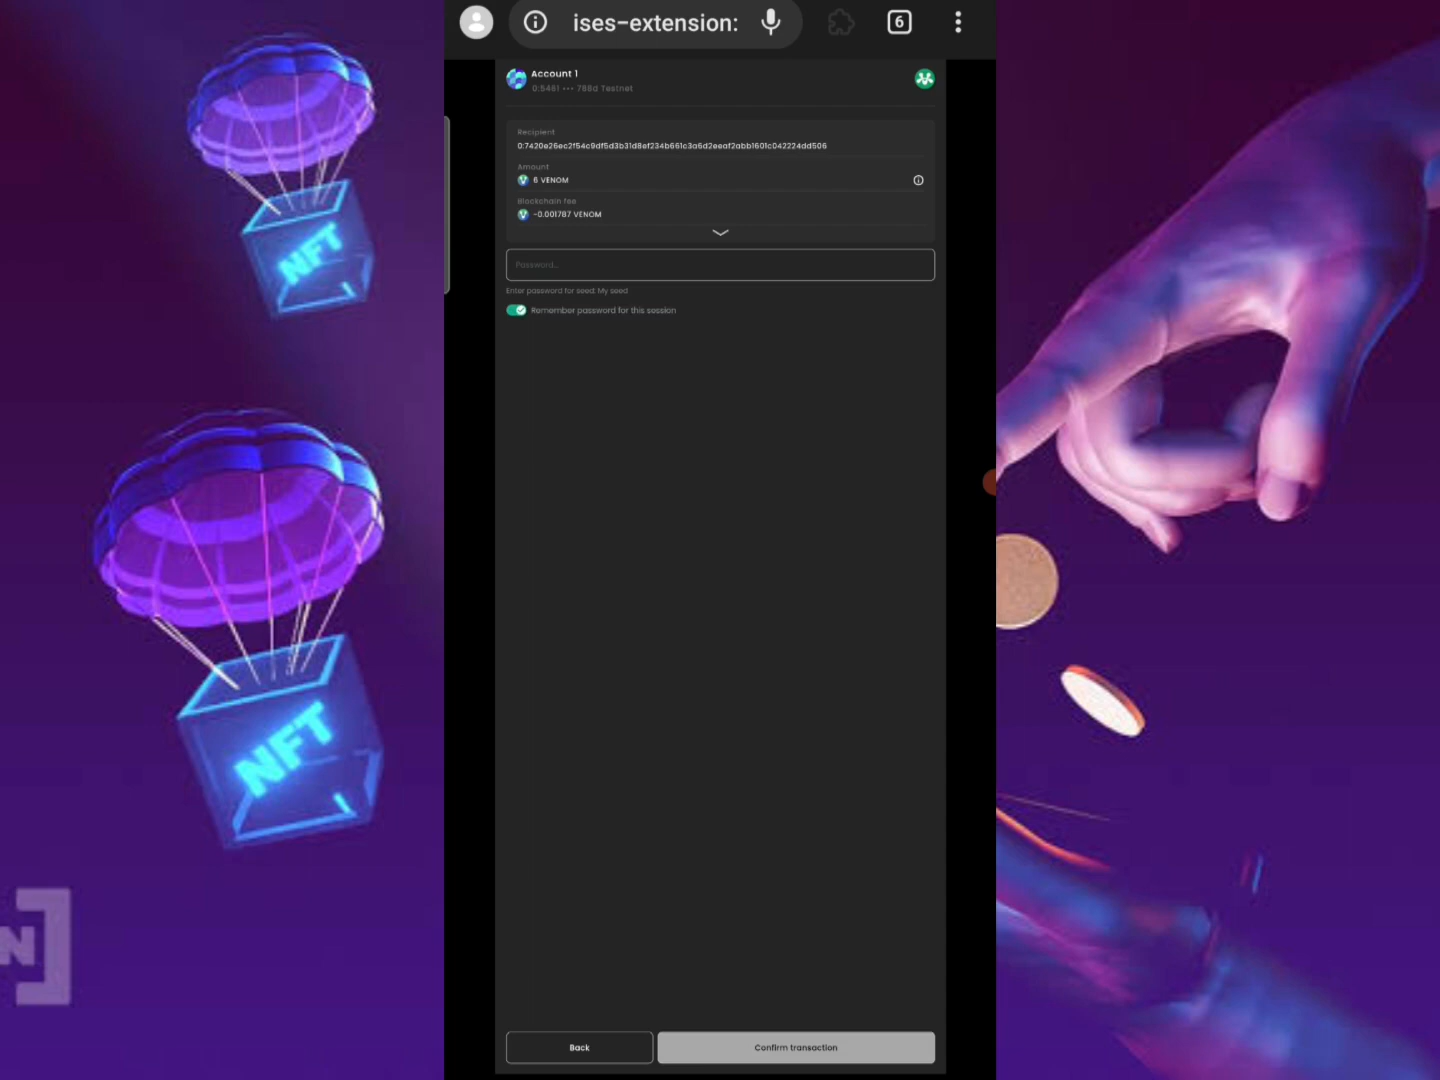 ises-extension:
6
Account 1
0:5461 ••• 788d Testnet
Recipient
0:7420e26ec2f54c9df5d3b31d8ef234b661c3a6d2eeaf2abb1601c042224dd506
Amount
6 VENOM
Blockchain fee
~0.001787 VENOM
Password...
Enter password for seed: My seed
Remember password for this session
Back
Confirm transaction
NFT
NFT
N